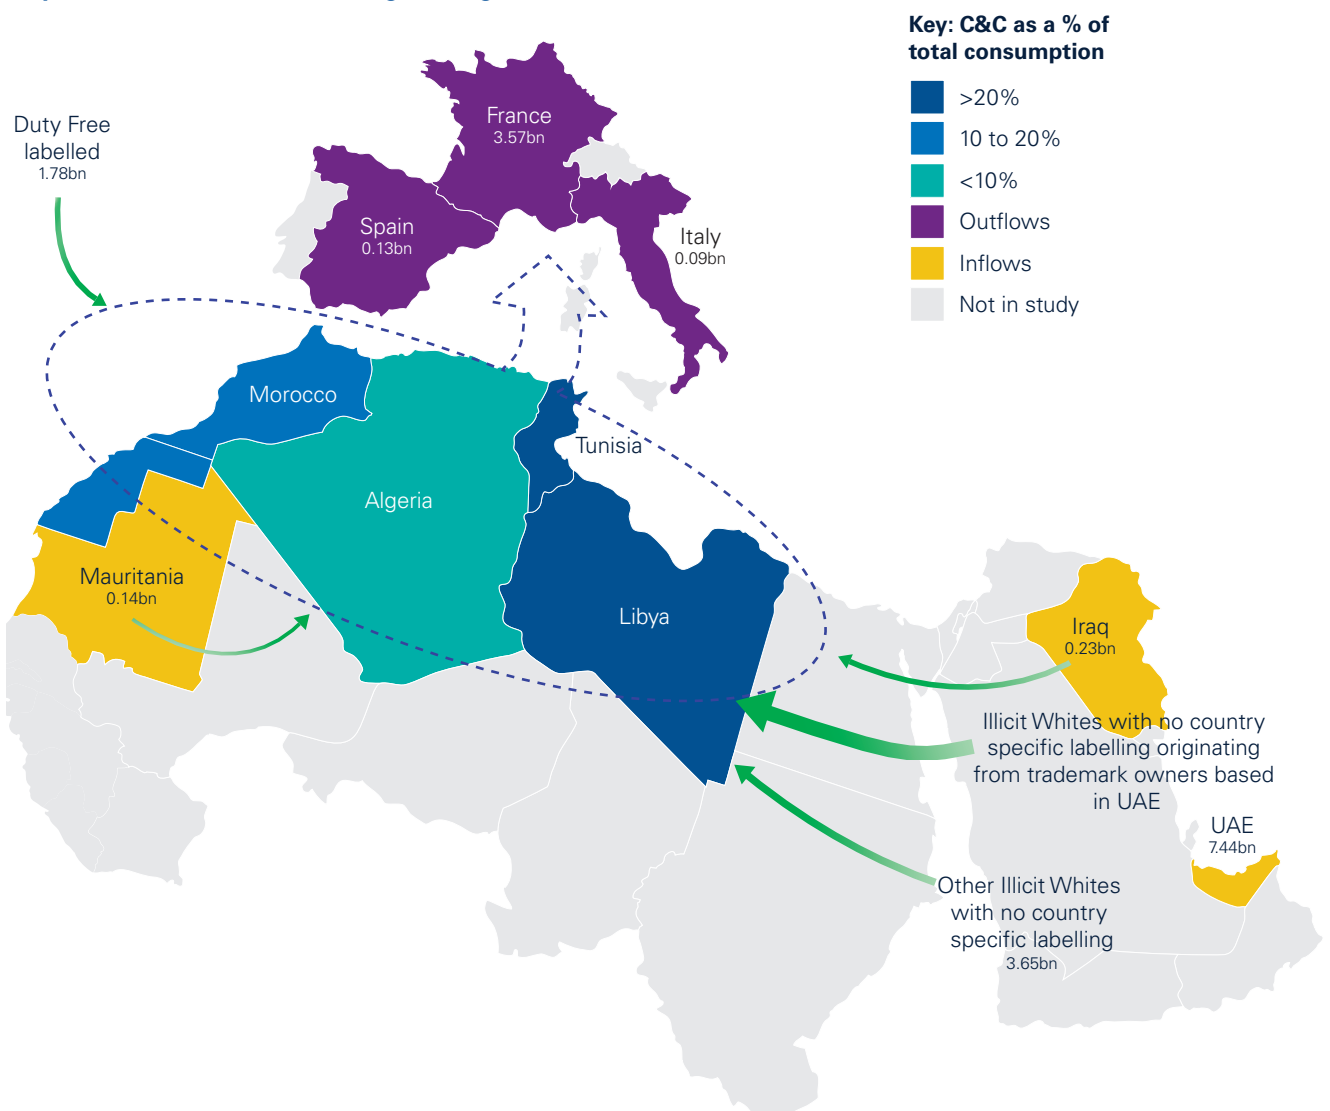 Key: C&C as a % of
total consumption
>20%
10 to 20%
<10%
Outflows
Inflows
Not in study
Duty Free
labelled
1.78bn
France
3.57bn
Spain
0.13bn
Italy
0.09bn
Morocco
Tunisia
Algeria
Mauritania
0.14bn
Libya
Iraq
0.23bn
Illicit Whites with no country
specific labelling originating
from trademark owners based
in UAE
UAE
7.44bn
Other Illicit Whites
with no country
specific labelling
3.65bn